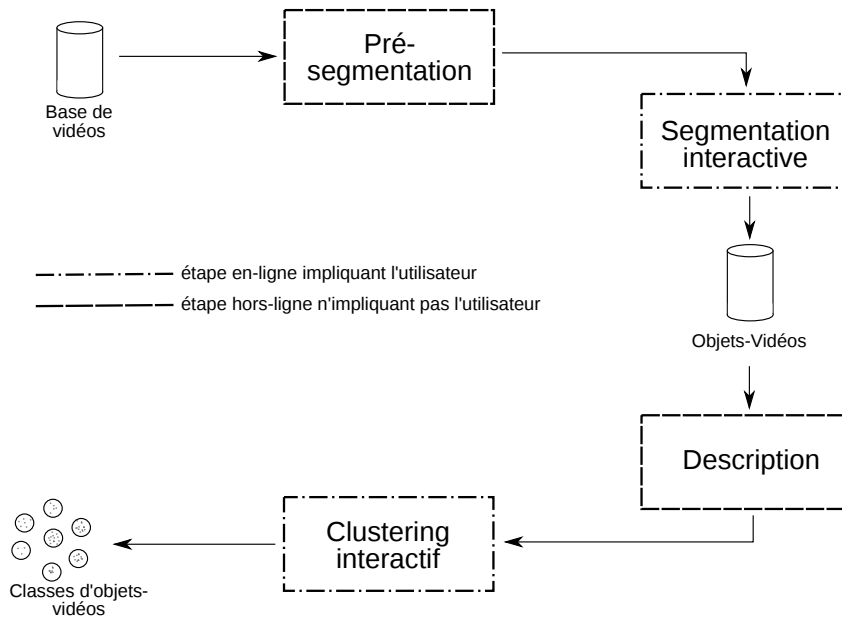 Pré-
segmentation
Base de
vidéos
Segmentation
interactive
étape en-ligne impliquant l'utilisateur
étape hors-ligne n'impliquant pas l'utilisateur
Objets-Vidéos
Description
Clustering
interactif
Classes d'objets-
vidéos